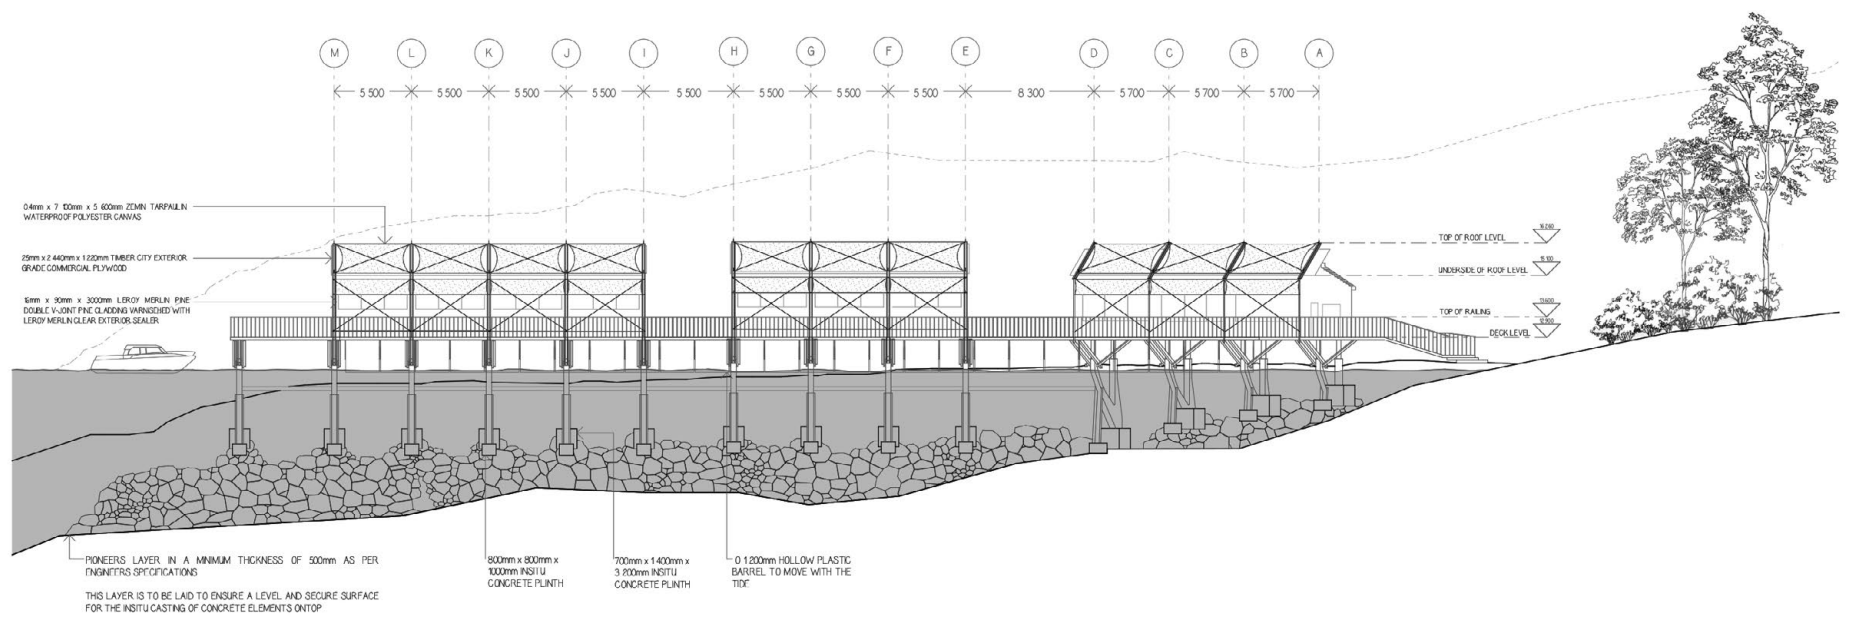 M L K J I H G F E D C B A
5 500 5 500 5 500 5 500 5 500 5 500 5 500 5 500 8 300 5 700 5 700 5 700
0.4mm x 7 100mm x 5 600mm ZEMIN TARPAULIN
WATERPROOF POLYESTER CANVAS
25mm x 2 440mm x 1 220mm TIMBER CITY EXTERIOR
GRADE COMMERCIAL PLYWOOD
16mm x 90mm x 3000mm LEROY MERLIN PINE
DOUBLE V-JOINT PINE CLADDING VARNISEHED WITH
LEROY MERLIN CLEAR EXTERIOR SEALER
TOP OF ROOF LEVEL
UNDERSIDE OF ROOF LEVEL
TOP OF RAILING
DECK LEVEL
PIONEERS LAYER IN A MINIMUM THICKNESS OF 500mm AS PER
ENGINEERS SPECIFICATIONS
THIS LAYER IS TO BE LAID TO ENSURE A LEVEL AND SECURE SURFACE
FOR THE INSITU CASTING OF CONCRETE ELEMENTS ONTOP
800mm x 800mm x
1000mm INSITU
CONCRETE PLINTH
700mm x 1 400mm x
3 200mm INSITU
CONCRETE PLINTH
O 1 200mm HOLLOW PLASTIC
BARREL TO MOVE WITH THE
TIDE